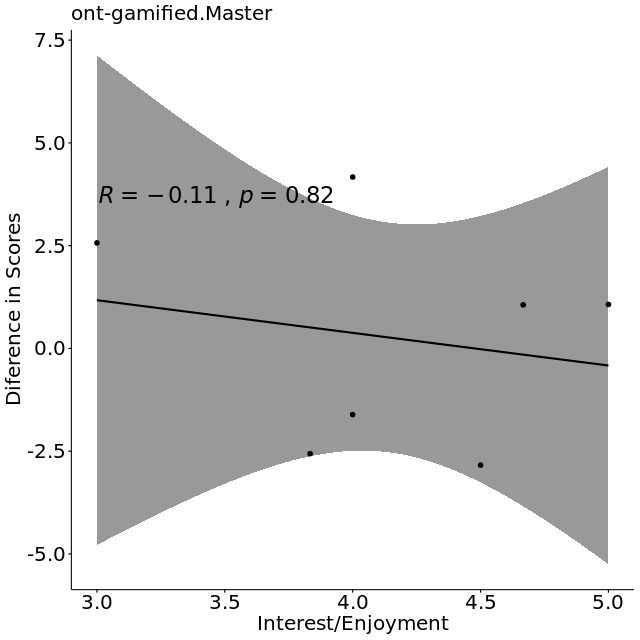 ont-gamified.Master
7.5
5.0
2.5
0.0
-2.5
-5.0
Diference in Scores
R = −0.11 , p = 0.82
3.0 3.5 4.0 4.5 5.0
Interest/Enjoyment